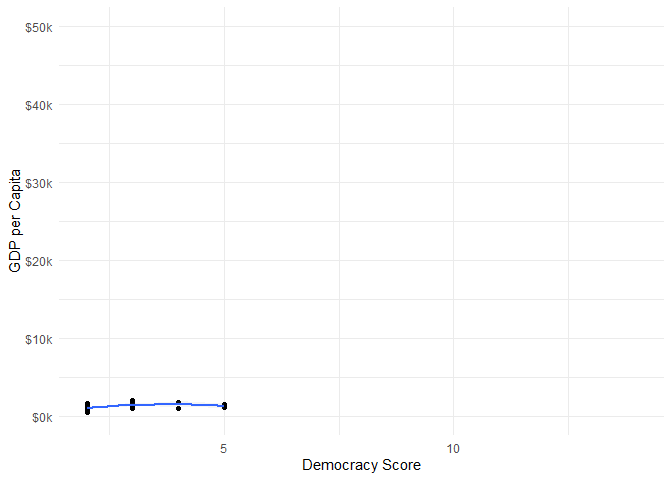 $50k
$40k
$30k
$20k
$10k
$0k
5 10
Democracy Score
GDP per Capita